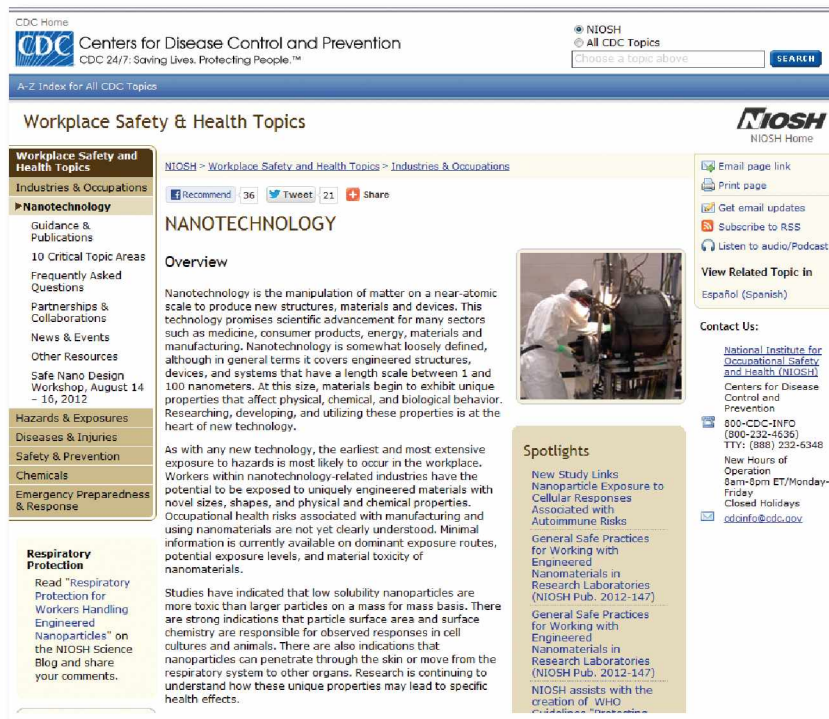 CDC Home
CDC
Centers for Disease Control and Prevention
CDC 24/7: Saving Lives. Protecting People.™
NIOSH
All CDC Topics
Choose a topic above
SEARCH
A-Z Index for All CDC Topics
Workplace Safety & Health Topics
NIOSH
NIOSH Home
Workplace Safety and
Health Topics
Industries & Occupations
Nanotechnology
Guidance &
Publications
10 Critical Topic Areas
Frequently Asked
Questions
Partnerships &
Collaborations
News & Events
Other Resources
Safe Nano Design
Workshop, August 14
– 16, 2012
Hazards & Exposures
Diseases & Injuries
Safety & Prevention
Chemicals
Emergency Preparedness
& Response
Respiratory
Protection
Read "Respiratory
Protection for
Workers Handling
Engineered
Nanoparticles" on
the NIOSH Science
Blog and share
your comments.
NIOSH > Workplace Safety and Health Topics > Industries & Occupations
Recommend 36 Tweet 21 Share
NANOTECHNOLOGY
Overview
Nanotechnology is the manipulation of matter on a near-atomic
scale to produce new structures, materials and devices. This
technology promises scientific advancement for many sectors
such as medicine, consumer products, energy, materials and
manufacturing. Nanotechnology is somewhat loosely defined,
although in general terms it covers engineered structures,
devices, and systems that have a length scale between 1 and
100 nanometers. At this size, materials begin to exhibit unique
properties that affect physical, chemical, and biological behavior.
Researching, developing, and utilizing these properties is at the
heart of new technology.
As with any new technology, the earliest and most extensive
exposure to hazards is most likely to occur in the workplace.
Workers within nanotechnology-related industries have the
potential to be exposed to uniquely engineered materials with
novel sizes, shapes, and physical and chemical properties.
Occupational health risks associated with manufacturing and
using nanomaterials are not yet clearly understood. Minimal
information is currently available on dominant exposure routes,
potential exposure levels, and material toxicity of
nanomaterials.
Studies have indicated that low solubility nanoparticles are
more toxic than larger particles on a mass for mass basis. There
are strong indications that particle surface area and surface
chemistry are responsible for observed responses in cell
cultures and animals. There are also indications that
nanoparticles can penetrate through the skin or move from the
respiratory system to other organs. Research is continuing to
understand how these unique properties may lead to specific
health effects.
Spotlights
New Study Links
Nanoparticle Exposure to
Cellular Responses
Associated with
Autoimmune Risks
General Safe Practices
for Working with
Engineered
Nanomaterials in
Research Laboratories
(NIOSH Pub. 2012-147)
General Safe Practices
for Working with
Engineered
Nanomaterials in
Research Laboratories
(NIOSH Pub. 2012-147)
NIOSH assists with the
creation of WHO
Guidelines "Protecting
Email page link
Print page
Get email updates
Subscribe to RSS
Listen to audio/Podcast
View Related Topic in
Español (Spanish)
Contact Us:
National Institute for
Occupational Safety
and Health (NIOSH)
Centers for Disease
Control and
Prevention
800-CDC-INFO
(800-232-4636)
TTY: (888) 232-6348
New Hours of
Operation
8am-8pm ET/Monday-
Friday
Closed Holidays
cdcinfo@cdc.gov